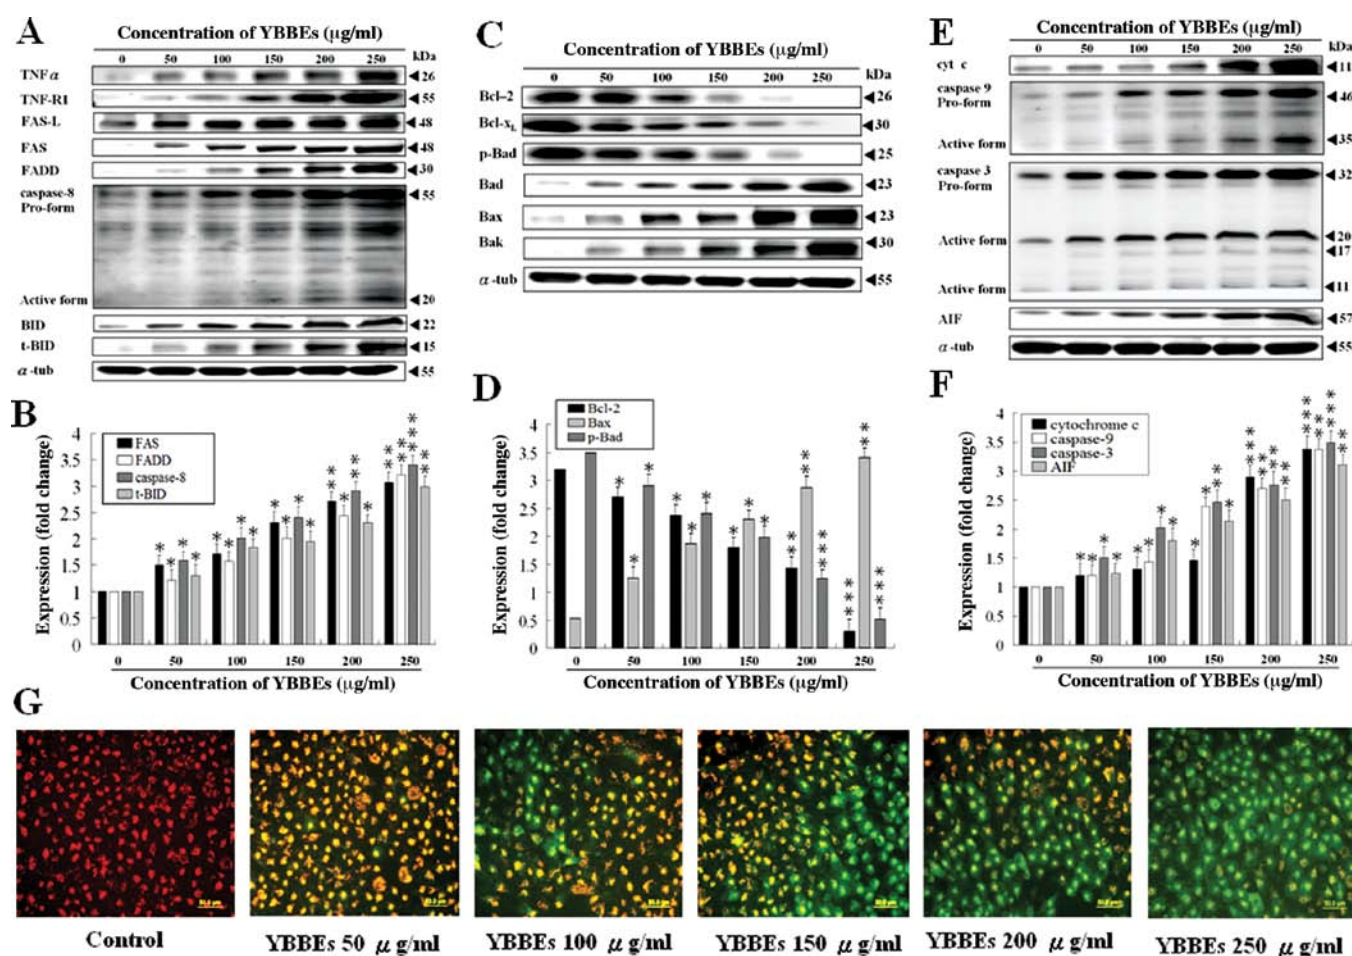 A
Concentration of YBBEs (μg/ml)
0 50 100 150 200 250 kDa
TNFα 26
TNF-R1 55
FAS-L 48
FAS 48
FADD 30
caspase-8 55
Pro-form
Active form 20
BID 22
t-BID 15
α-tub 55
C
Concentration of YBBEs (μg/ml)
0 50 100 150 200 250 kDa
Bcl-2 26
Bcl-xL 30
p-Bad 25
Bad 23
Bax 23
Bak 30
α-tub 55
E
Concentration of YBBEs (μg/ml)
0 50 100 150 200 250 kDa
cyt c 11
caspase 9
Pro-form 46
Active form 35
caspase 3
Pro-form 32
Active form 20
17
Active form 11
AIF 57
α-tub 55
B
Expression (fold change)
4
3.5
3
2.5
2
1.5
1
0.5
0
FAS
FADD
caspase-8
t-BID
* * * *
* * * *
* * * *
** * ** *
** ** *** **
0 50 100 150 200 250
Concentration of YBBEs (μg/ml)
D
Expression (fold change)
4
3.5
3
2.5
2
1.5
1
0.5
0
Bcl-2
Bax
p-Bad
* * *
* * *
* * *
** ** ***
*** ** ***
0 50 100 150 200 250
Concentration of YBBEs (μg/ml)
F
Expression (fold change)
4
3.5
3
2.5
2
1.5
1
0.5
0
cytochrome c
caspase-9
caspase-3
AIF
* * * *
* * * *
* ** ** *
*** ** ** **
*** *** *** **
0 50 100 150 200 250
Concentration of YBBEs (μg/ml)
G
Control
YBBEs 50 μg/ml
YBBEs 100 μg/ml
YBBEs 150 μg/ml
YBBEs 200 μg/ml
YBBEs 250 μg/ml